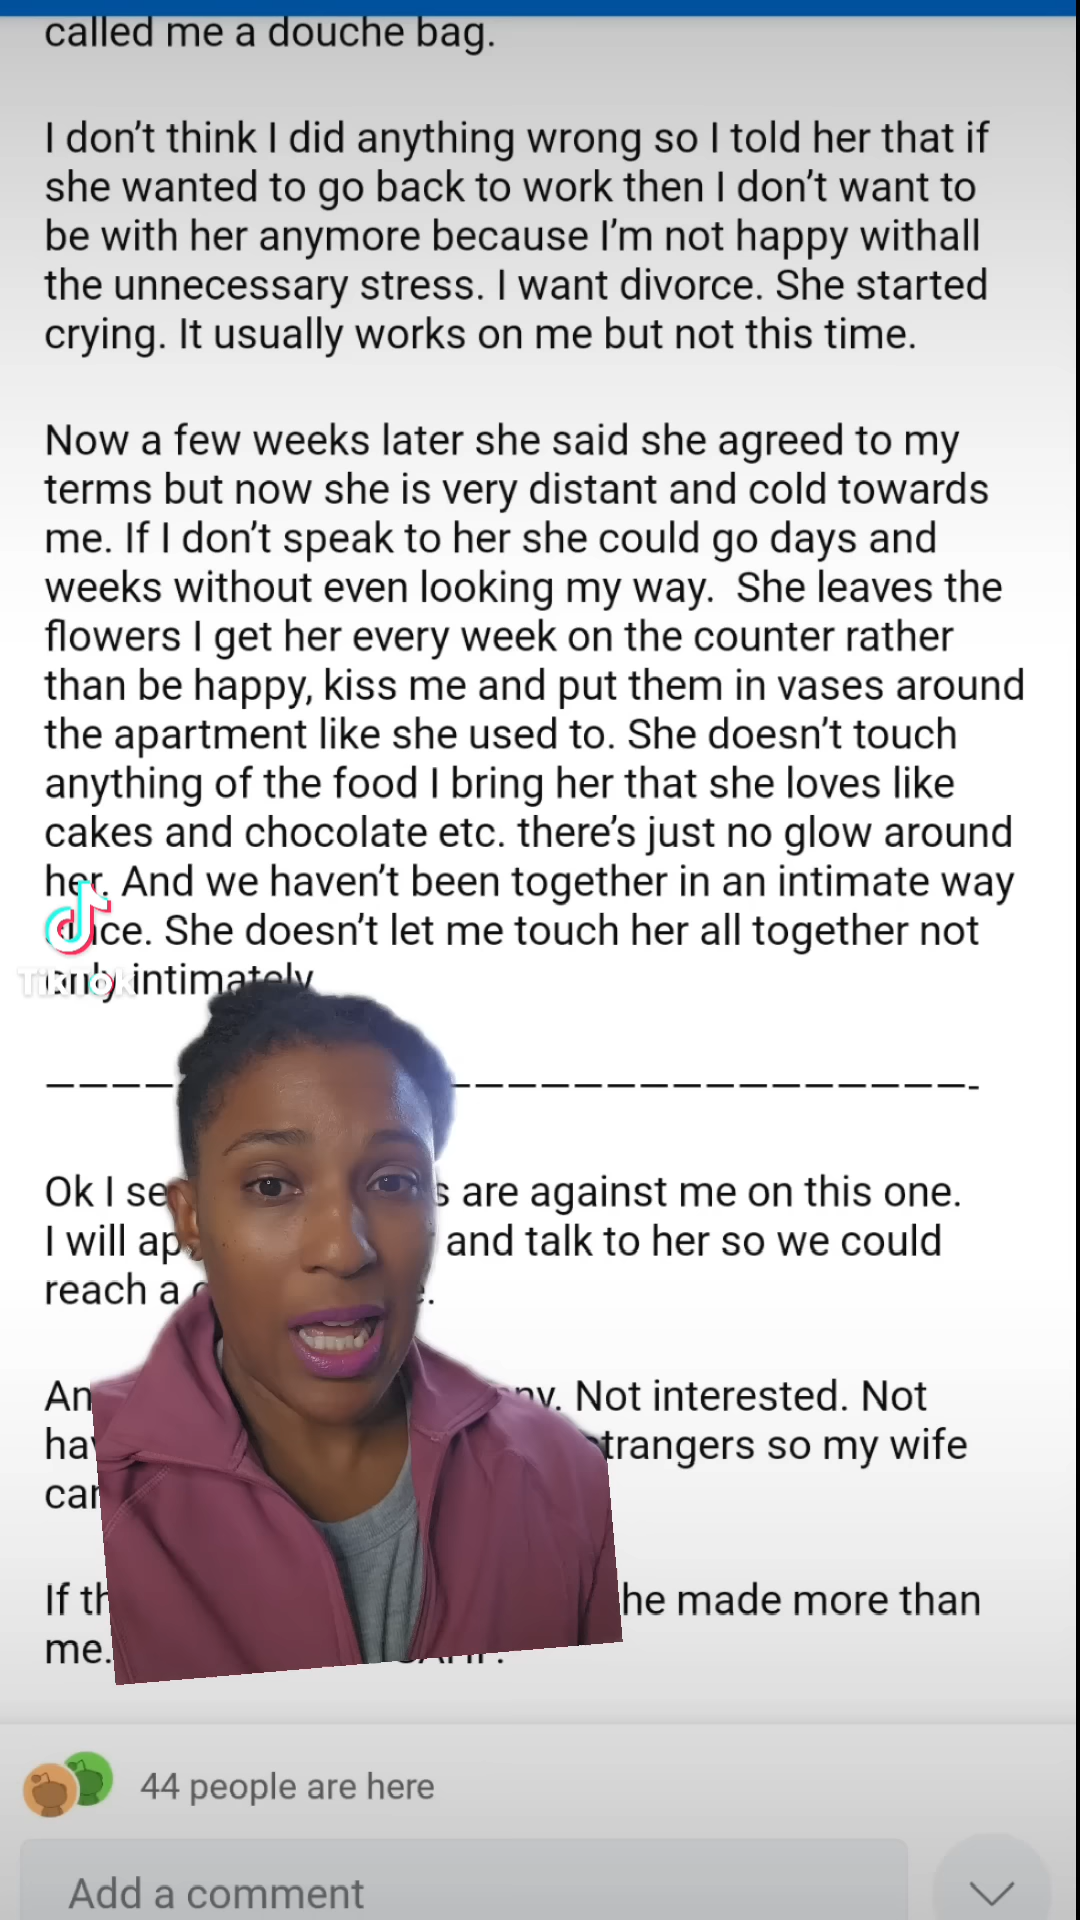 called me a douche bag.
I don't think I did anything wrong so I told her that if
she wanted to go back to work then I don't want to
be with her anymore because I'm not happy withall
the unnecessary stress. I want divorce. She started
crying. It usually works on me but not this time.
Now a few weeks later she said she agreed to my
terms but now she is very distant and cold towards
me. If I don't speak to her she could go days and
weeks without even looking my way. She leaves the
flowers I get her every week on the counter rather
than be happy, kiss me and put them in vases around
the apartment like she used to. She doesn't touch
anything of the food I bring her that she loves like
cakes and chocolate etc. there's just no glow around
her. And we haven't been together in an intimate way
She doesn't let me touch her all together not
TikTok
only intimately
Ok I are against me on this one.
I will and talk to her so we could
reach a
Not interested. Not
strangers so my wife
If made more than
me.
44 people are here
Add a comment